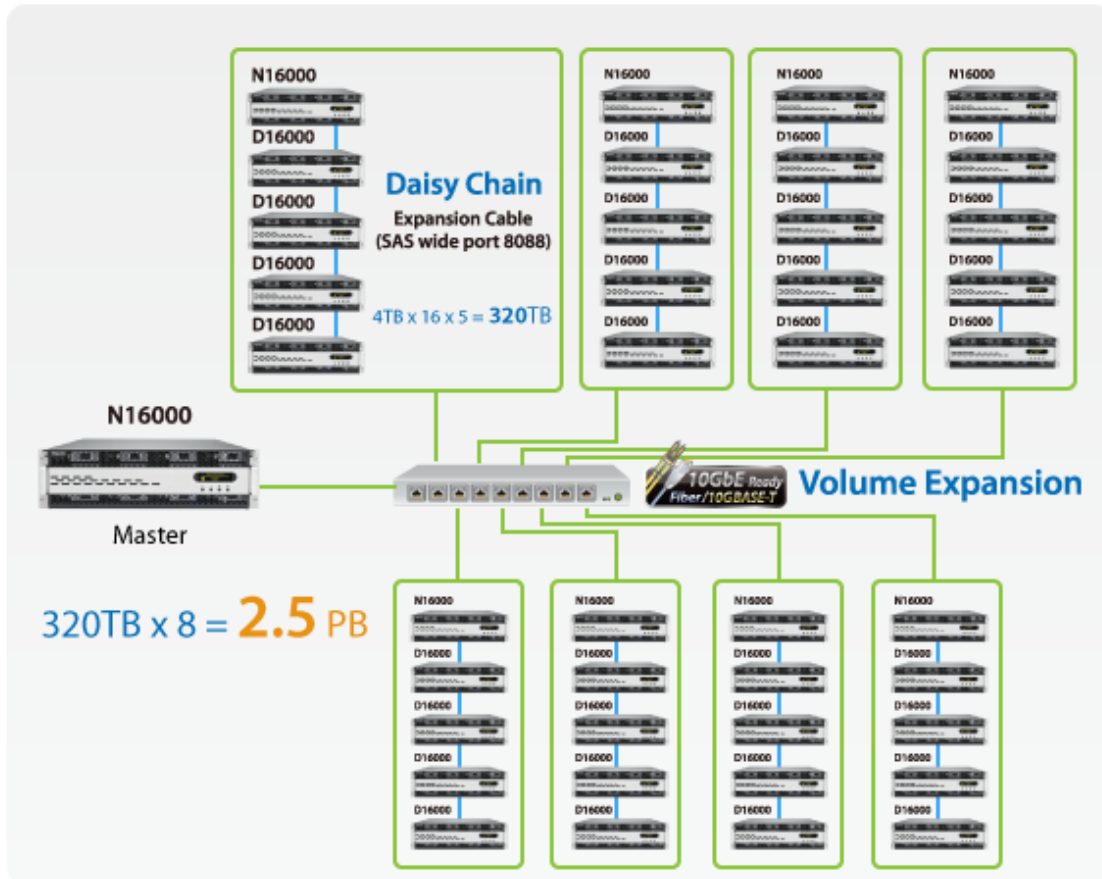 N16000
D16000
D16000
D16000
D16000
Daisy Chain
Expansion Cable
(SAS wide port 8088)
4TB x 16 x 5 = 320TB
N16000
D16000
D16000
D16000
D16000
N16000
D16000
D16000
D16000
D16000
N16000
D16000
D16000
D16000
D16000
N16000
Master
10GbE Ready
Fiber/10GBASE-T
Volume Expansion
320TB x 8 = 2.5 PB
N16000
D16000
D16000
D16000
D16000
N16000
D16000
D16000
D16000
D16000
N16000
D16000
D16000
D16000
D16000
N16000
D16000
D16000
D16000
D16000